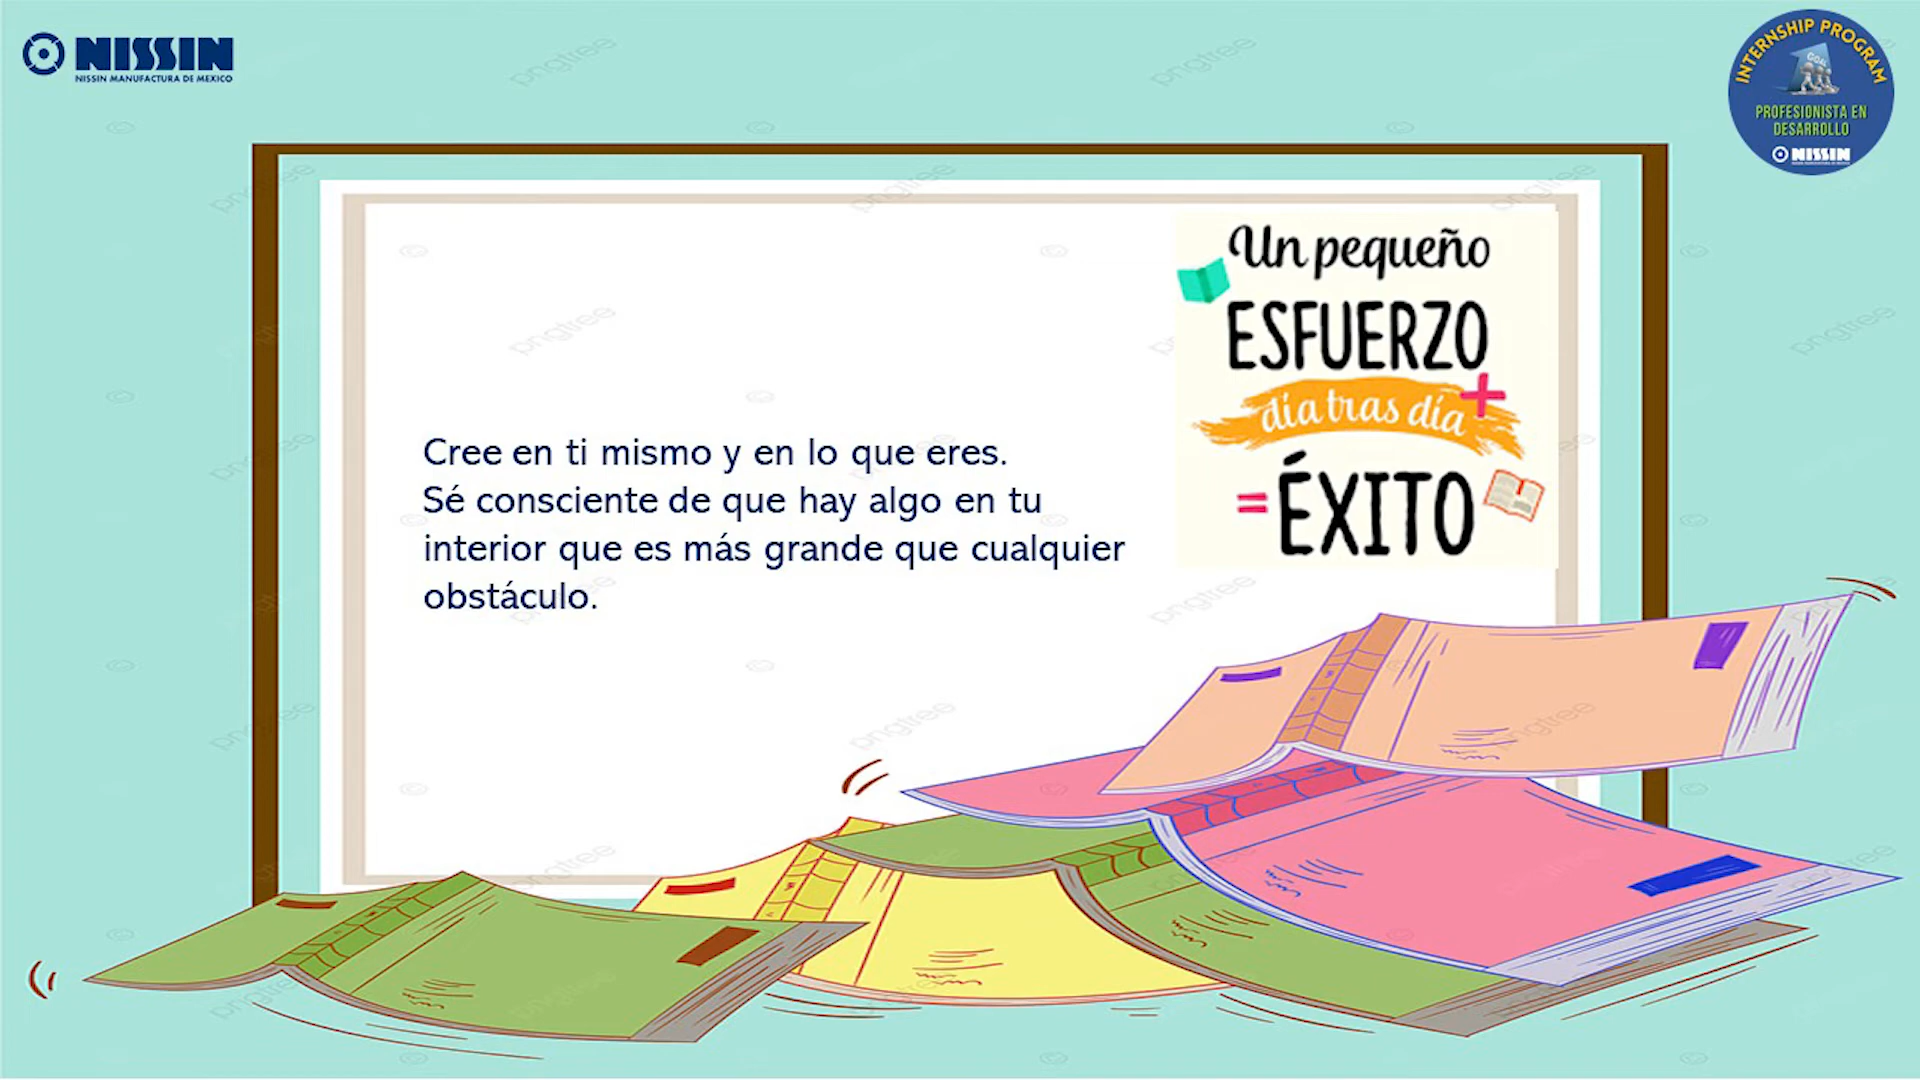 NISSIN
NISSIN MANUFACTURA DE MEXICO
INTERNSHIP PROGRAM
GOAL
PROFESIONISTA EN
DESARROLLO
NISSIN
Un pequeño
ESFUERZO
+
día tras día
= ÉXITO
Cree en ti mismo y en lo que eres.
Sé consciente de que hay algo en tu
interior que es más grande que cualquier
obstáculo.
pngtree